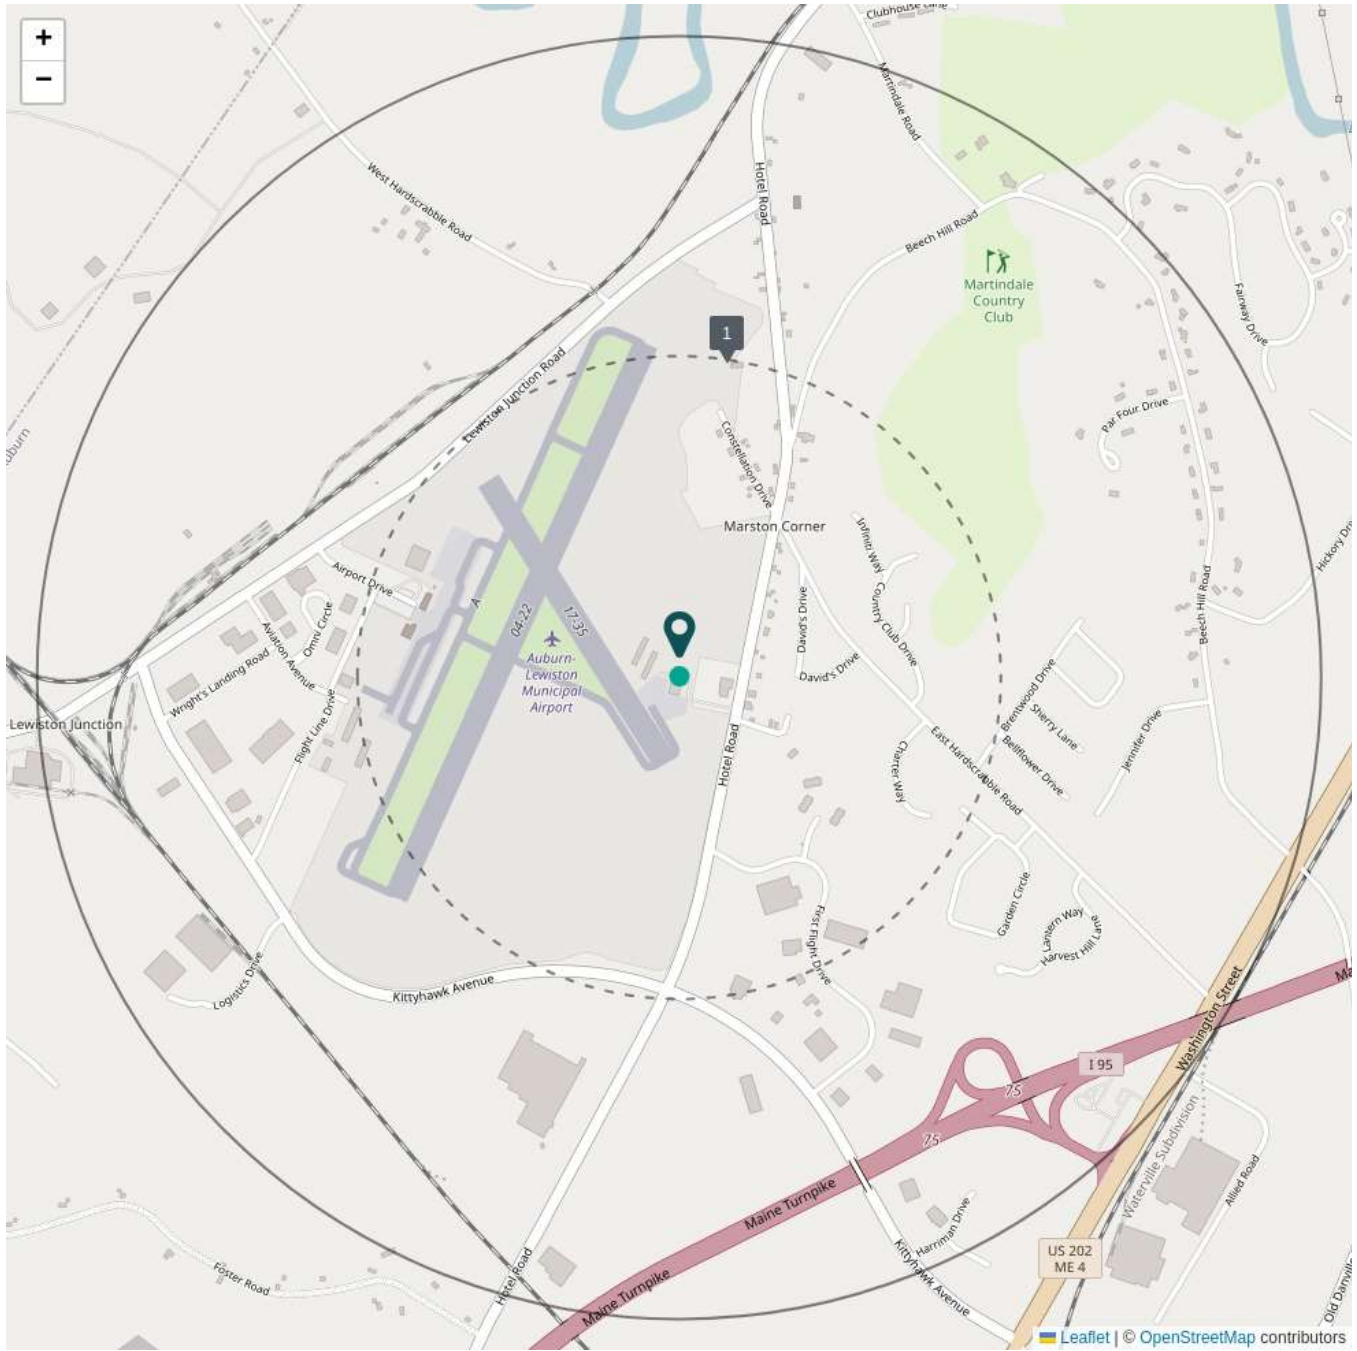 +
−
Clubhouse Lane
Martindale Road
West Hardscrabble Road
Hotel Road
Beech Hill Road
Martindale
Country
Club
Fairway Drive
1
Lewiston Junction Road
Par Four Drive
Constellation Drive
oburn
Marston Corner
Infiniti Way
Country Club Drive
Hickory Dr
Airport Drive
A
04-22
17-35
Omni Circle
Aviation Avenue
David's Drive
David's Drive
Beech Hill Road
Wright's Landing Road
Auburn-
Lewiston
Municipal
Airport
Flight Line Drive
Lewiston Junction
Brentwood Drive
Sherry Lane
Bellflower Drive
Jennifer Drive
East Hardscrabble Road
Charter Way
Hotel Road
Garden Circle
Lantern Way
Harvest Hill Lane
First Flight Drive
Logistics Drive
Kittyhawk Avenue
Washington Street
Ma
I 95
75
75
Waterville Subdivision
Allied Road
Maine Turnpike
Harriman Drive
Kittyhawk Avenue
US 202
ME 4
Foster Road
Hotel Road
Maine Turnpike
Old Danvill
Leaflet | © OpenStreetMap contributors